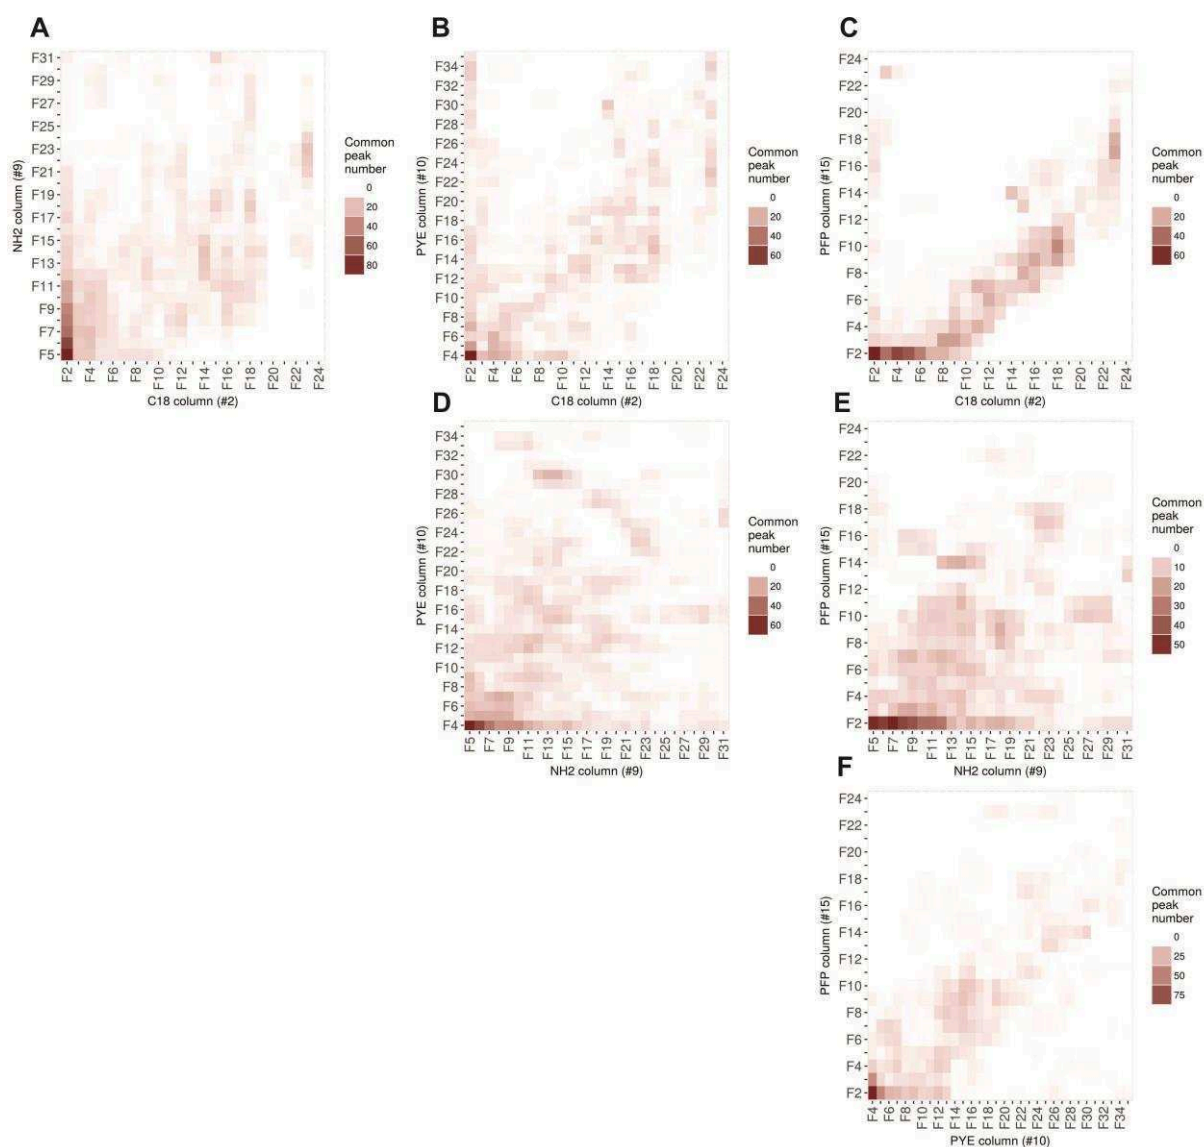 A
F31
F29
F27
F25
F23
F21
F19
F17
F15
F13
F11
F9
F7
F5
NH2 column (#9)
F2 F4 F6 F8 F10 F12 F14 F16 F18 F20 F22 F24
C18 column (#2)
Common
peak
number
0
20
40
60
80
B
F34
F32
F30
F28
F26
F24
F22
F20
F18
F16
F14
F12
F10
F8
F6
F4
PYE column (#10)
F2 F4 F6 F8 F10 F12 F14 F16 F18 F20 F22 F24
C18 column (#2)
Common
peak
number
0
20
40
60
C
F24
F22
F20
F18
F16
F14
F12
F10
F8
F6
F4
F2
PFP column (#15)
F2 F4 F6 F8 F10 F12 F14 F16 F18 F20 F22 F24
C18 column (#2)
Common
peak
number
0
20
40
60
D
F34
F32
F30
F28
F26
F24
F22
F20
F18
F16
F14
F12
F10
F8
F6
F4
PYE column (#10)
F5 F7 F9 F11 F13 F15 F17 F19 F21 F23 F25 F27 F29 F31
NH2 column (#9)
Common
peak
number
0
20
40
60
E
F24
F22
F20
F18
F16
F14
F12
F10
F8
F6
F4
F2
PFP column (#15)
F5 F7 F9 F11 F13 F15 F17 F19 F21 F23 F25 F27 F29 F31
NH2 column (#9)
Common
peak
number
0
10
20
30
40
50
F
F24
F22
F20
F18
F16
F14
F12
F10
F8
F6
F4
F2
PFP column (#15)
F4 F6 F8 F10 F12 F14 F16 F18 F20 F22 F24 F26 F28 F30 F32 F34
PYE column (#10)
Common
peak
number
0
25
50
75